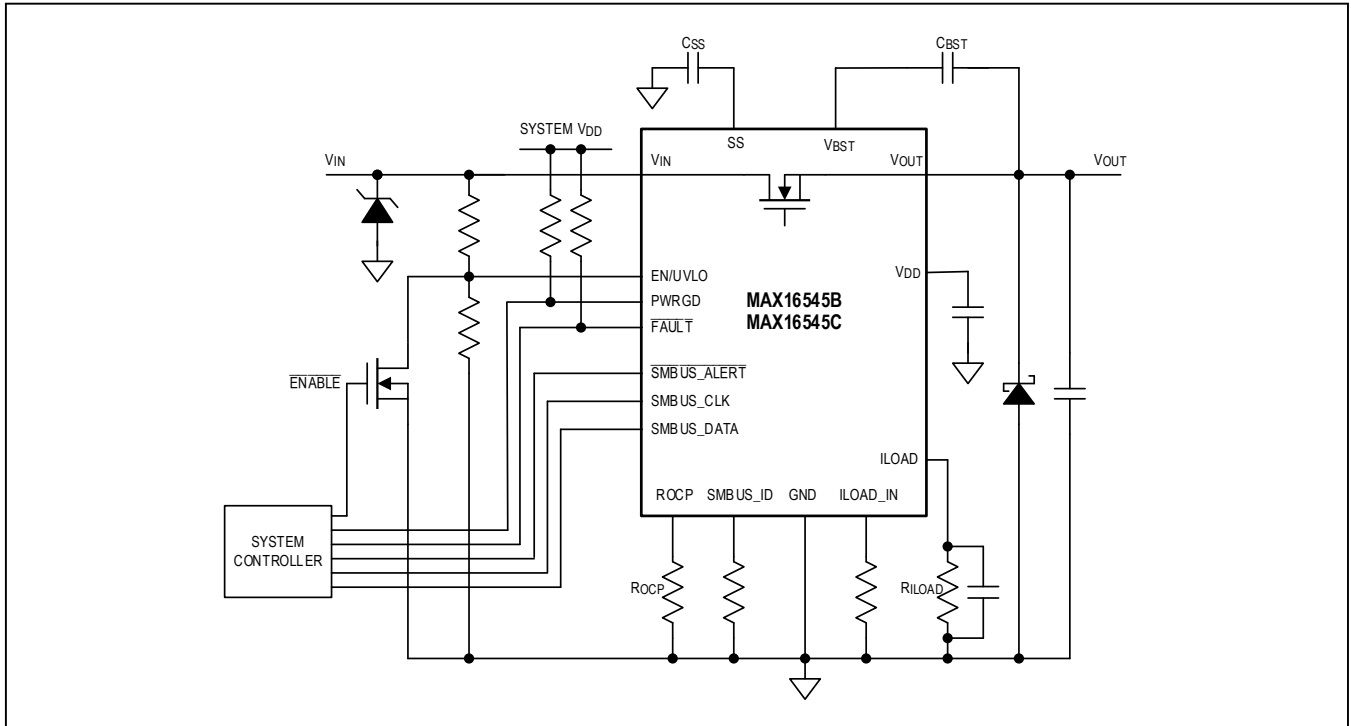 CSS
CBST
SYSTEM VDD
SS
VBST
VIN
VIN
VOUT
VOUT
EN/UVLO
VDD
PWRGD
MAX16545B
FAULT
MAX16545C
SMBUS_ALERT
ENABLE
SMBUS_CLK
SMBUS_DATA
ILOAD
ROCP
SMBUS_ID
GND
ILOAD_IN
SYSTEM
CONTROLLER
ROCP
RILOAD